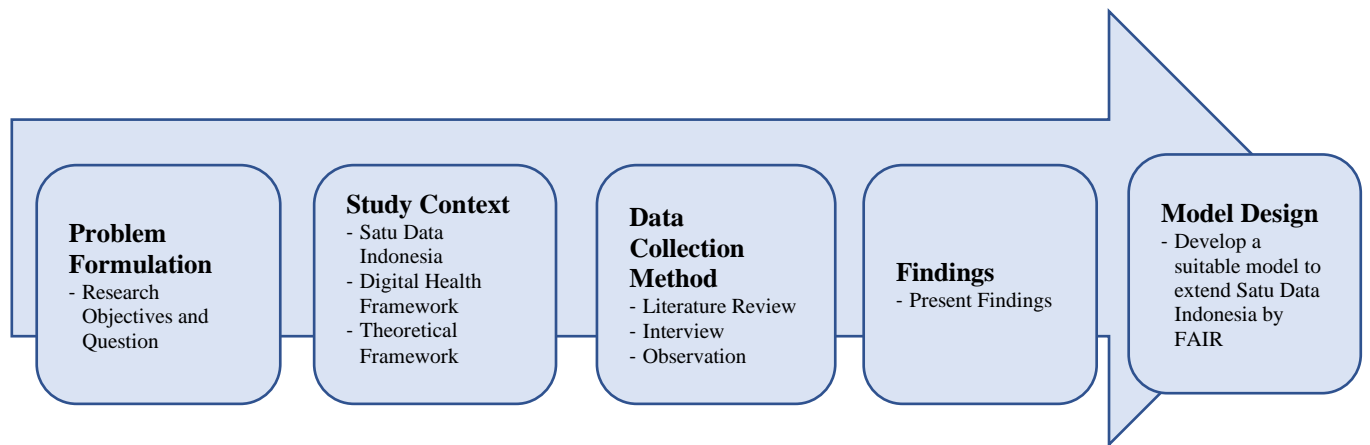 Problem
Formulation
- Research
Objectives and
Question
Study Context
- Satu Data
Indonesia
- Digital Health
Framework
- Theoretical
Framework
Data
Collection
Method
- Literature Review
- Interview
- Observation
Findings
- Present Findings
Model Design
- Develop a
suitable model to
extend Satu Data
Indonesia by
FAIR